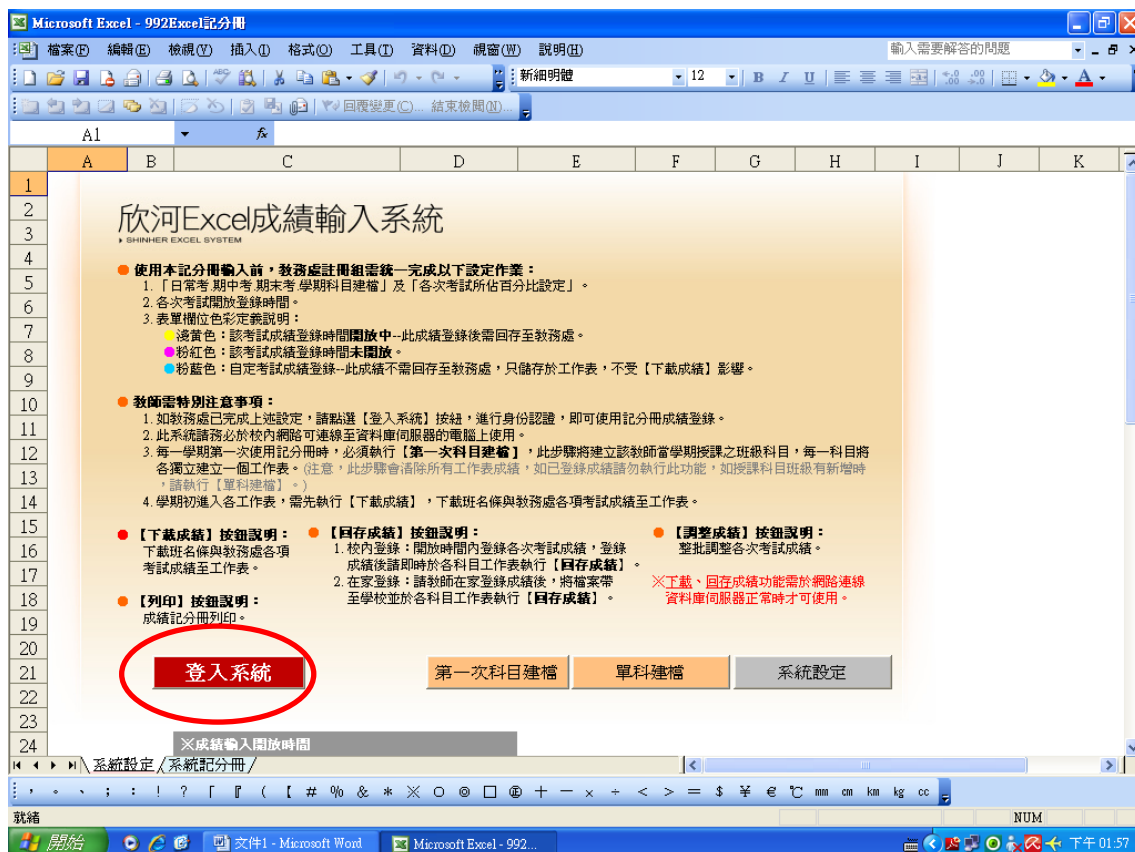 Microsoft Excel - 992Excel記分冊
檔案(F) 編輯(E) 檢視(V) 插入(I) 格式(O) 工具(T) 資料(D) 視窗(W) 說明(H) 輸入需要解答的問題
新細明體 12 B I U
回覆變更(C)... 結束檢閱(N)...
A1 fx
A B C D E F G H I J K
1
2
3
4
5
6
7
8
9
10
11
12
13
14
15
16
17
18
19
20
21
22
23
24
欣河Excel成績輸入系統
SHINHER EXCEL SYSTEM
使用本記分冊輸入前,教務處註冊組需統一完成以下設定作業:
1.「日常考.期中考.期末考.學期科目建檔」及「各次考試所佔百分比設定」。
2.各次考試開放登錄時間。
3.表單欄位色彩定義說明:
淺黃色:該考試成績登錄時間開放中--此成績登錄後需回存至教務處。
粉紅色:該考試成績登錄時間未開放。
粉藍色:自定考試成績登錄--此成績不需回存至教務處,只儲存於工作表,不受【下載成績】影響。
教師需特別注意事項:
1.如教務處已完成上述設定,請點選【登入系統】按鈕,進行身份認證,即可使用記分冊成績登錄。
2.此系統請務必於校內網路可連線至資料庫伺服器的電腦上使用。
3.每一學期第一次使用記分冊時,必須執行【第一次科目建檔】,此步驟將建立該教師當學期授課之班級科目,每一科目將
各獨立建立一個工作表。(注意,此步驟會清除所有工作表成績,如已登錄成績請勿執行此功能,如授課科目班級有新增時
,請執行【單科建檔】。)
4.學期初進入各工作表,需先執行【下載成績】,下載班名條與教務處各項考試成績至工作表。
【下載成績】按鈕說明:
下載班名條與教務處各項
考試成績至工作表。
【列印】按鈕說明:
成績記分冊列印。
【回存成績】按鈕說明:
1.校內登錄:開放時間內登錄各次考試成績,登錄
成績後請即時於各科目工作表執行【回存成績】。
2.在家登錄:請教師在家登錄成績後,將檔案帶
至學校並於各科目工作表執行【回存成績】。
【調整成績】按鈕說明:
整批調整各次考試成績。
※下載、回存成績功能需於網路連線
資料庫伺服器正常時才可使用。
登入系統 第一次科目建檔 單科建檔 系統設定
※成績輸入開放時間
系統設定 系統記分冊
, 。 、 ; : ! ? 「 『 ( 【 # % & * ※ ○ ◎ □ ㊣ + - × ÷ < > = $ ¥ € ℃ mm cm km kg cc
就緒 NUM
開始 文件1 - Microsoft Word Microsoft Excel - 992... 下午 01:57